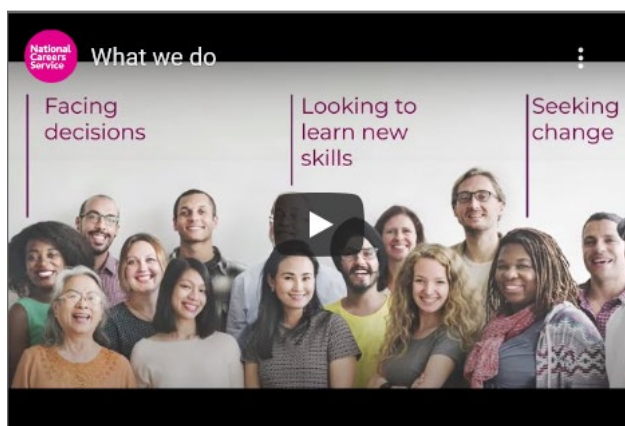 National
Careers
Service
What we do
Facing
decisions
Looking to
learn new
skills
Seeking
change